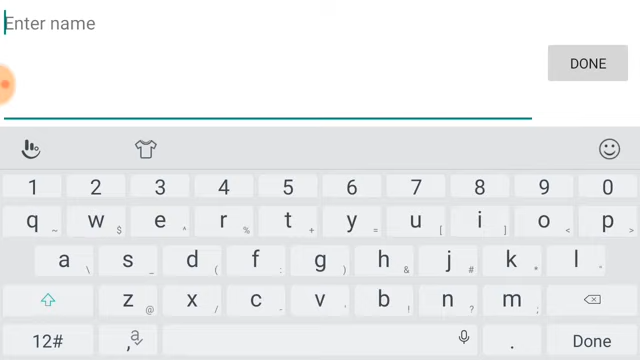 Enter name
DONE
1 2 3 4 5 6 7 8 9 0
q ~ w $ e ^ r % t + y = u [ i ] o < p >
a \ s _ d ( f : g ) h & j # k * l "
z @ x / c - v ' b ! n ? m ;
12# , a . Done